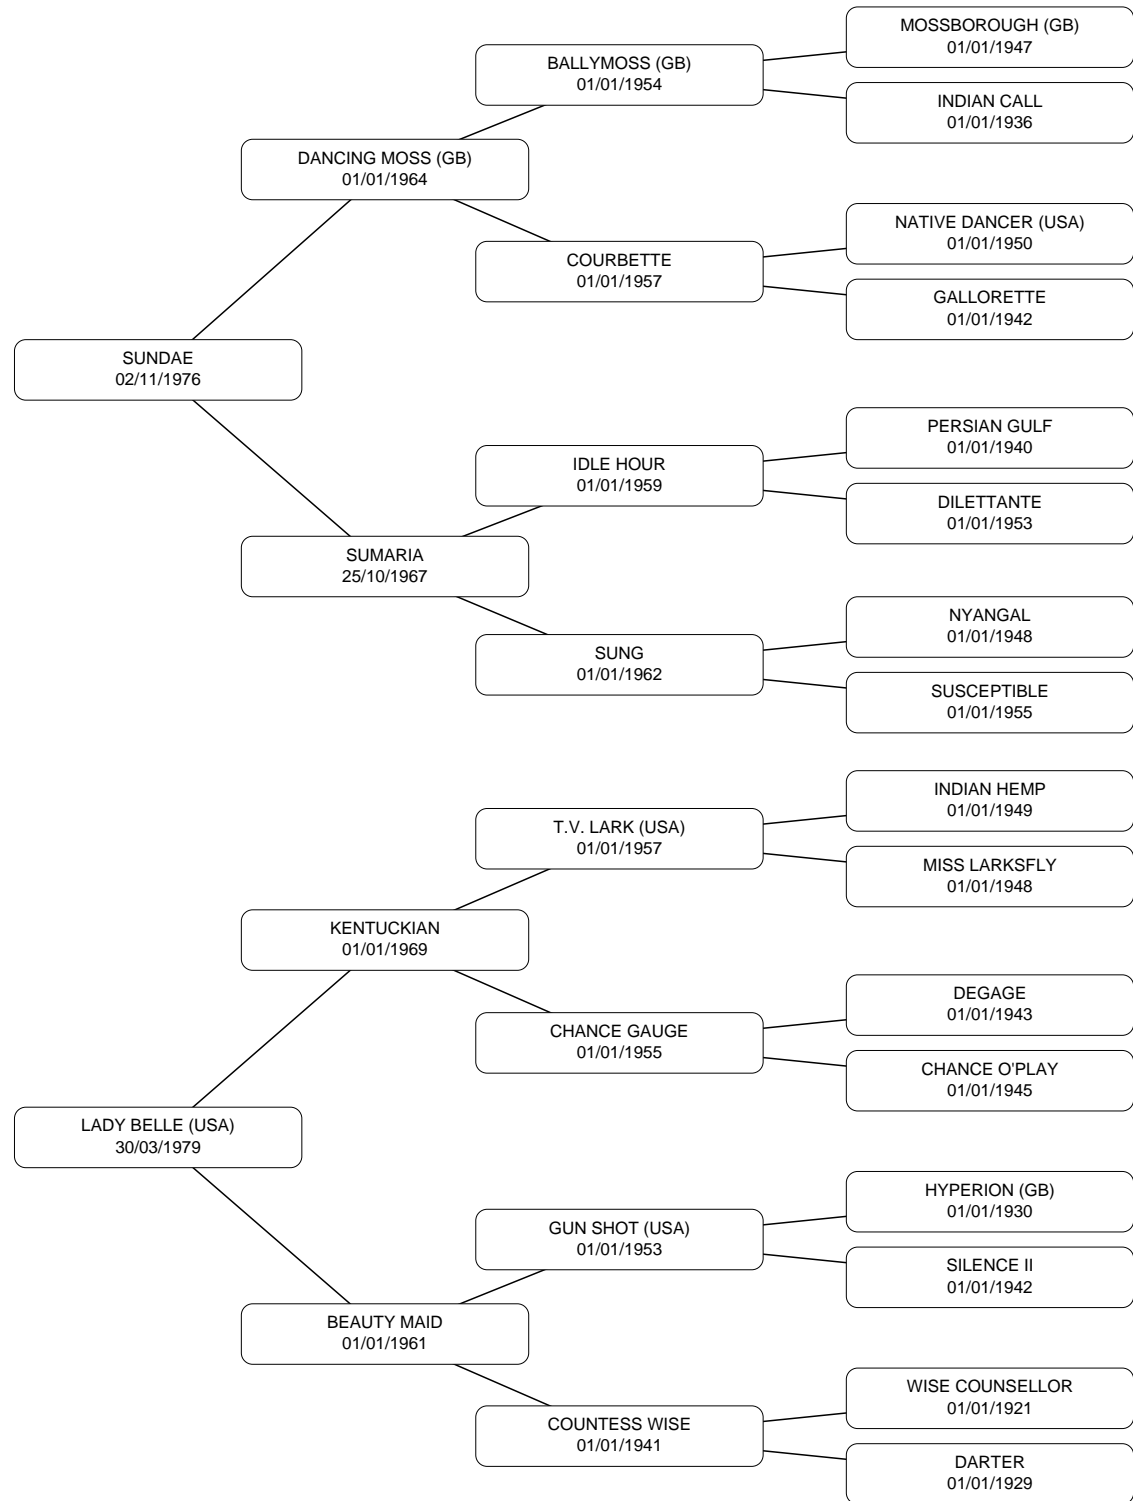 MOSSBOROUGH (GB)
01/01/1947
BALLYMOSS (GB)
01/01/1954
INDIAN CALL
01/01/1936
DANCING MOSS (GB)
01/01/1964
NATIVE DANCER (USA)
01/01/1950
COURBETTE
01/01/1957
GALLORETTE
01/01/1942
SUNDAE
02/11/1976
PERSIAN GULF
01/01/1940
IDLE HOUR
01/01/1959
DILETTANTE
01/01/1953
SUMARIA
25/10/1967
NYANGAL
01/01/1948
SUNG
01/01/1962
SUSCEPTIBLE
01/01/1955
INDIAN HEMP
01/01/1949
T.V. LARK (USA)
01/01/1957
MISS LARKSFLY
01/01/1948
KENTUCKIAN
01/01/1969
DEGAGE
01/01/1943
CHANCE GAUGE
01/01/1955
CHANCE O'PLAY
01/01/1945
LADY BELLE (USA)
30/03/1979
HYPERION (GB)
01/01/1930
GUN SHOT (USA)
01/01/1953
SILENCE II
01/01/1942
BEAUTY MAID
01/01/1961
WISE COUNSELLOR
01/01/1921
COUNTESS WISE
01/01/1941
DARTER
01/01/1929